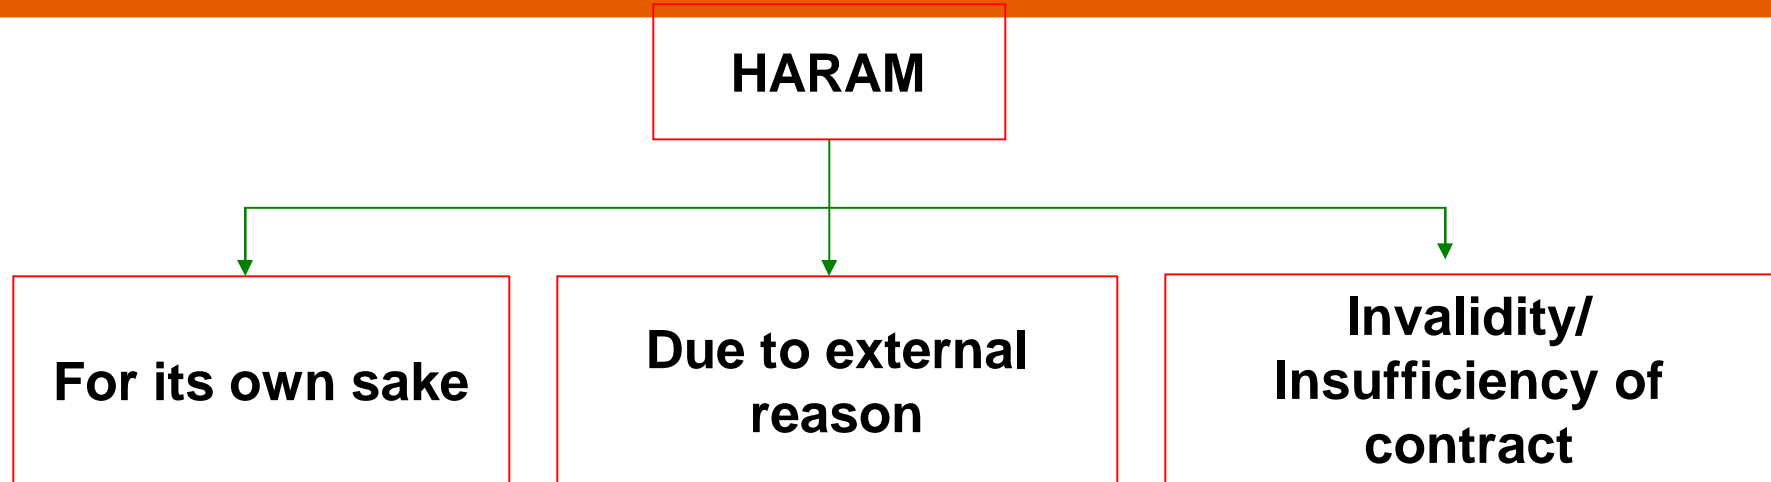 HARAM
For its own sake
Due to external
reason
Invalidity/
Insufficiency of
contract